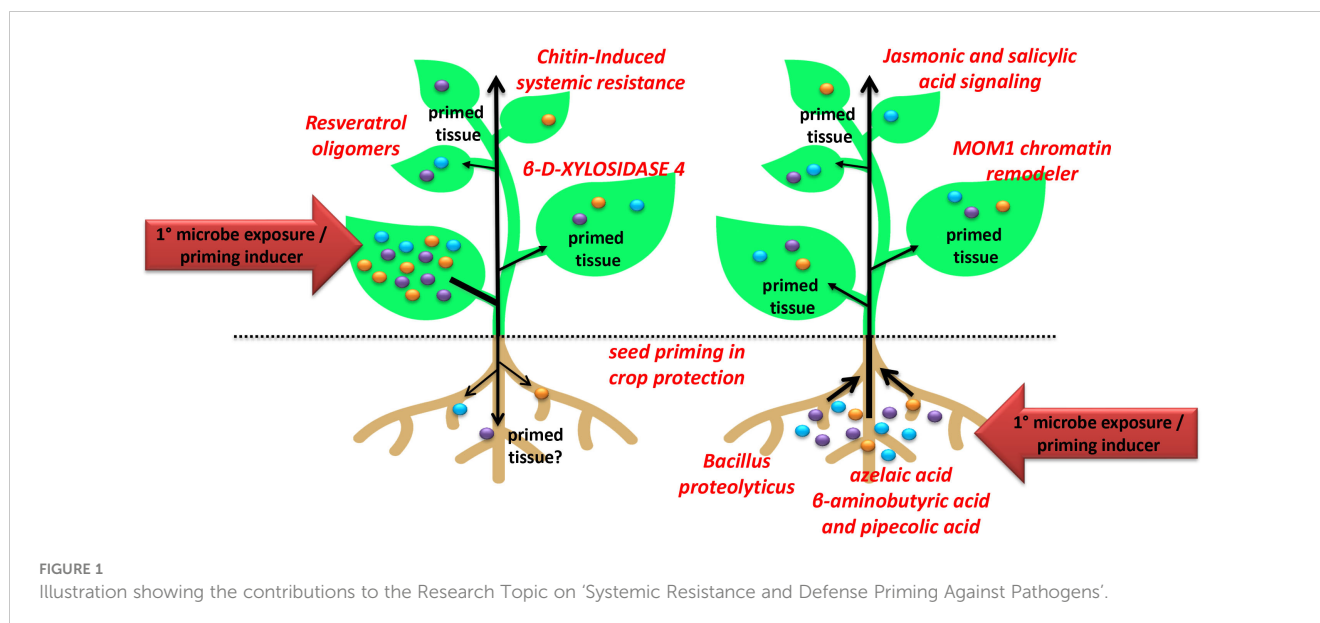 Chitin-Induced
systemic resistance
Jasmonic and salicylic
acid signaling
primed
tissue
primed
tissue
Resveratrol
oligomers
MOM1 chromatin
remodeler
β-D-XYLOSIDASE 4
1° microbe exposure /
priming inducer
primed
tissue
primed
tissue
primed
tissue
seed priming in
crop protection
1° microbe exposure /
priming inducer
primed
tissue?
Bacillus
proteolyticus
azelaic acid
β-aminobutyric acid
and pipecolic acid
FIGURE 1
Illustration showing the contributions to the Research Topic on ‘Systemic Resistance and Defense Priming Against Pathogens’.